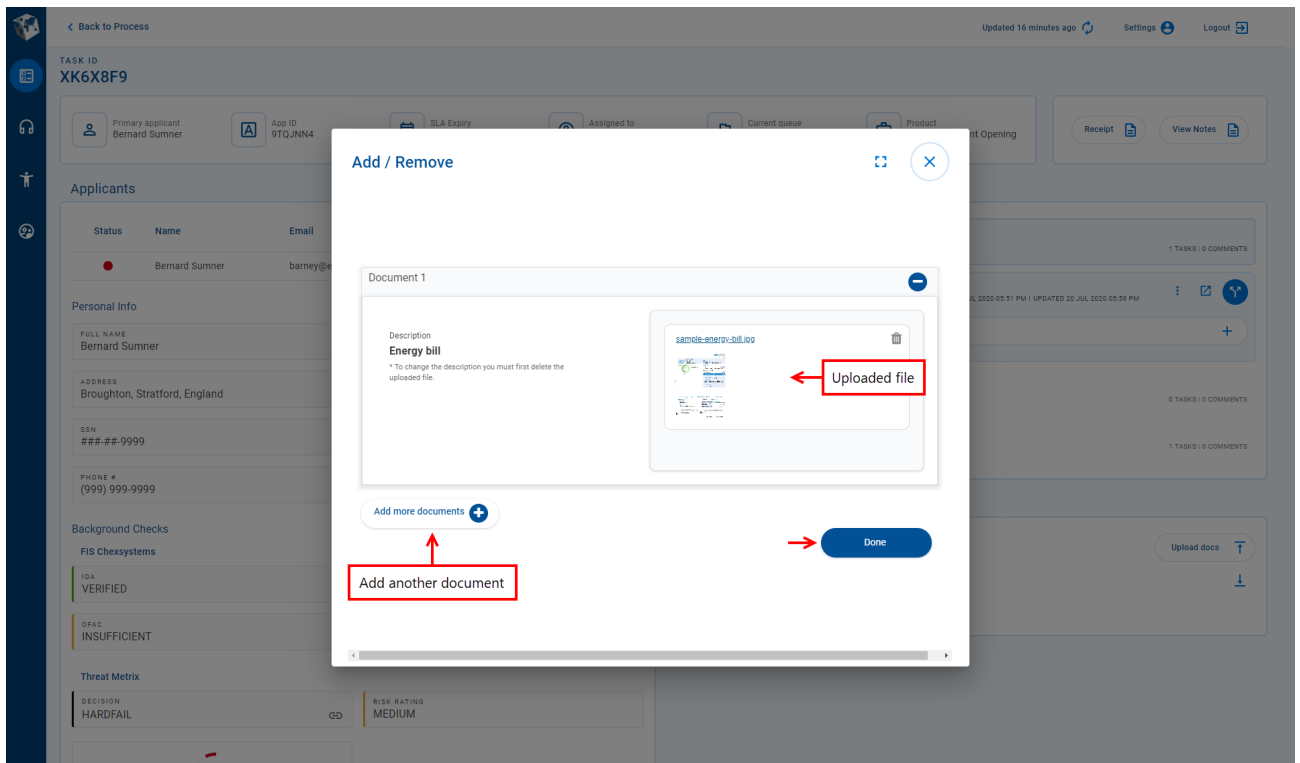 Back to Process
Updated 16 minutes ago
Settings
Logout
TASK ID
XK6X8F9
Primary applicant
Bernard Sumner
App ID
9TQJNN4
SLA Expiry
Assigned to
Current queue
Product
nt Opening
Receipt
View Notes
Add / Remove
Applicants
Status Name Email
Bernard Sumner barney@e
1 TASKS | 0 COMMENTS
Document 1
JL 2020 05:51 PM | UPDATED 20 JUL 2020 05:59 PM
Personal Info
FULL NAME
Bernard Sumner
Description
Energy bill
* To change the description you must first delete the
uploaded file.
sample-energy-bill.jpg
Uploaded file
ADDRESS
Broughton, Stratford, England
0 TASKS | 0 COMMENTS
SSN
###-##-9999
1 TASKS | 0 COMMENTS
PHONE #
(999) 999-9999
Add more documents
Done
Add another document
Background Checks
FIS Chexsystems
Upload docs
IDA
VERIFIED
OFAC
INSUFFICIENT
Threat Metrix
DECISION
HARDFAIL
RISK RATING
MEDIUM